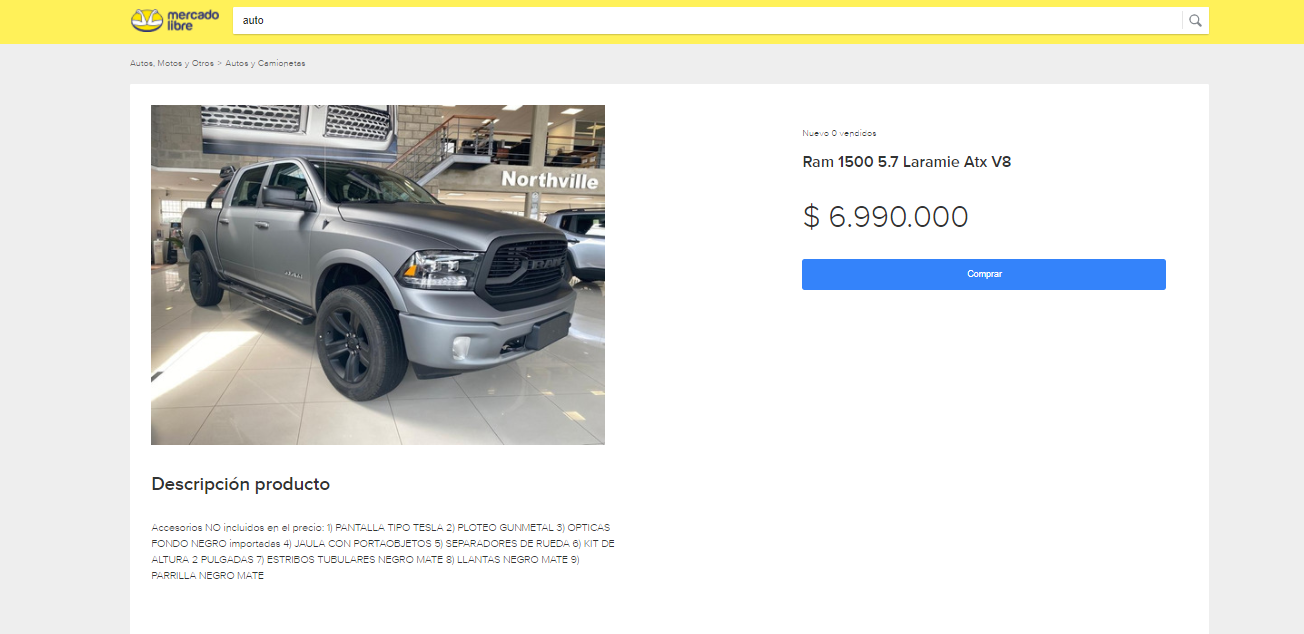 mercado
libre
auto
Autos, Motos y Otros > Autos y Camionetas
Northville
RAM
Nuevo 0 vendidos
Ram 1500 5.7 Laramie Atx V8
$ 6.990.000
Comprar
Descripción producto
Accesorios NO incluidos en el precio: 1) PANTALLA TIPO TESLA 2) PLOTEO GUNMETAL 3) OPTICAS
FONDO NEGRO importadas 4) JAULA CON PORTAOBJETOS 5) SEPARADORES DE RUEDA 6) KIT DE
ALTURA 2 PULGADAS 7) ESTRIBOS TUBULARES NEGRO MATE 8) LLANTAS NEGRO MATE 9)
PARRILLA NEGRO MATE